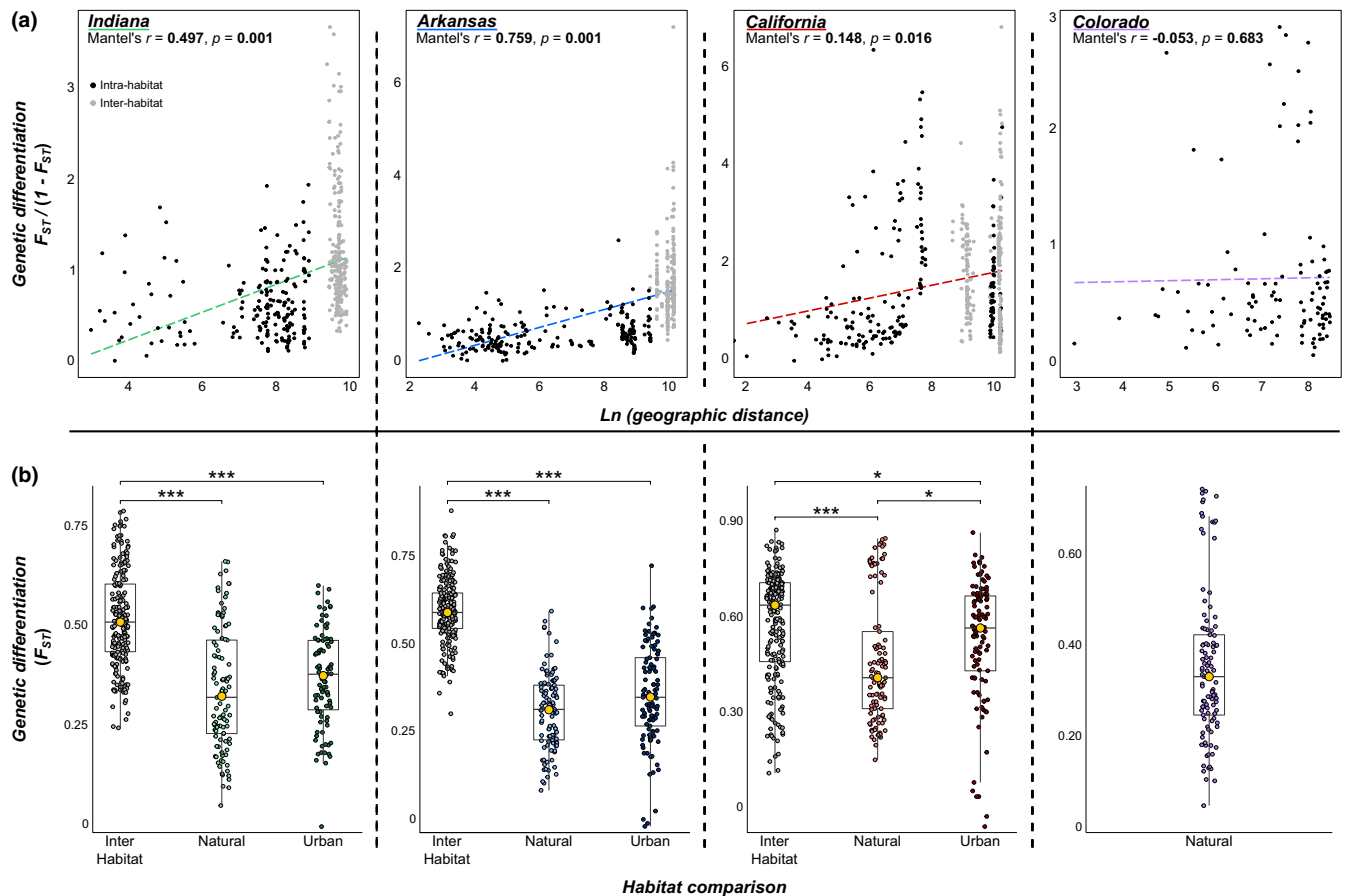 (a)
Indiana
Mantel's r = 0.497, p = 0.001
Intra-habitat
Inter-habitat
Arkansas
Mantel's r = 0.759, p = 0.001
California
Mantel's r = 0.148, p = 0.016
Colorado
Mantel's r = -0.053, p = 0.683
Genetic differentiation
F_ST / (1 - F_ST)
3
2
1
0
4 6 8 10
6
4
2
0
4 6 8 10
6
4
2
0
2 4 6 8 10
3
2
1
0
3 4 5 6 7 8
Ln (geographic distance)
(b)
Genetic differentiation
(F_ST)
0.75
0.50
0.25
0
***
***
Inter
Habitat
Natural
Urban
0.75
0.50
0.25
0
***
***
Inter
Habitat
Natural
Urban
0.90
0.60
0.30
0
*
*
***
Inter
Habitat
Natural
Urban
0.60
0.40
0.20
0
Natural
Habitat comparison